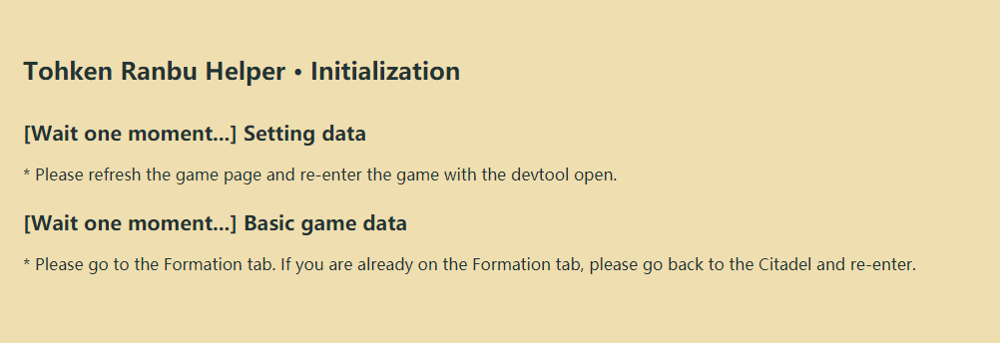 Tohken Ranbu Helper • Initialization
[Wait one moment...] Setting data
* Please refresh the game page and re-enter the game with the devtool open.
[Wait one moment...] Basic game data
* Please go to the Formation tab. If you are already on the Formation tab, please go back to the Citadel and re-enter.